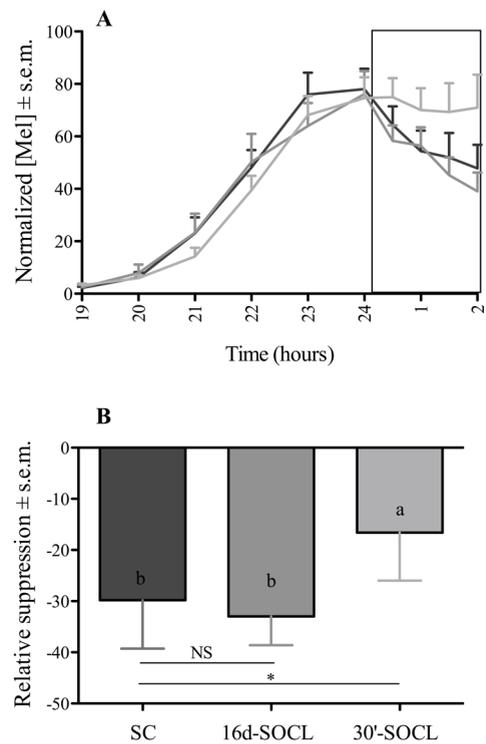 A
Normalized [Mel] ± s.e.m.
100
80
60
40
20
0
19 20 21 22 23 24 1 2
Time (hours)
B
Relative suppression ± s.e.m.
0
-10
-20
-30
-40
-50
b b a
NS
*
SC 16d-SOCL 30'-SOCL